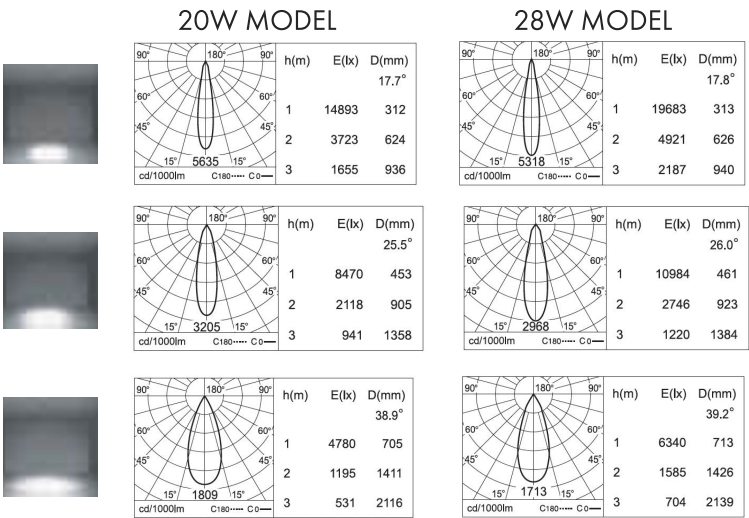 20W MODEL
28W MODEL
90° 180° 90°
60° 60°
45° 45°
15° 5635 15°
cd/1000lm C180 C0
h(m) E(lx) D(mm)
17.7°
1 14893 312
2 3723 624
3 1655 936
90° 180° 90°
60° 60°
45° 45°
15° 5318 15°
cd/1000lm C180 C0
h(m) E(lx) D(mm)
17.8°
1 19683 313
2 4921 626
3 2187 940
90° 180° 90°
60° 60°
45° 45°
15° 3205 15°
cd/1000lm C180 C0
h(m) E(lx) D(mm)
25.5°
1 8470 453
2 2118 905
3 941 1358
90° 180° 90°
60° 60°
45° 45°
15° 2968 15°
cd/1000lm C180 C0
h(m) E(lx) D(mm)
26.0°
1 10984 461
2 2746 923
3 1220 1384
90° 180° 90°
60° 60°
45° 45°
15° 1809 15°
cd/1000lm C180 C0
h(m) E(lx) D(mm)
38.9°
1 4780 705
2 1195 1411
3 531 2116
90° 180° 90°
60° 60°
45° 45°
15° 1713 15°
cd/1000lm C180 C0
h(m) E(lx) D(mm)
39.2°
1 6340 713
2 1585 1426
3 704 2139